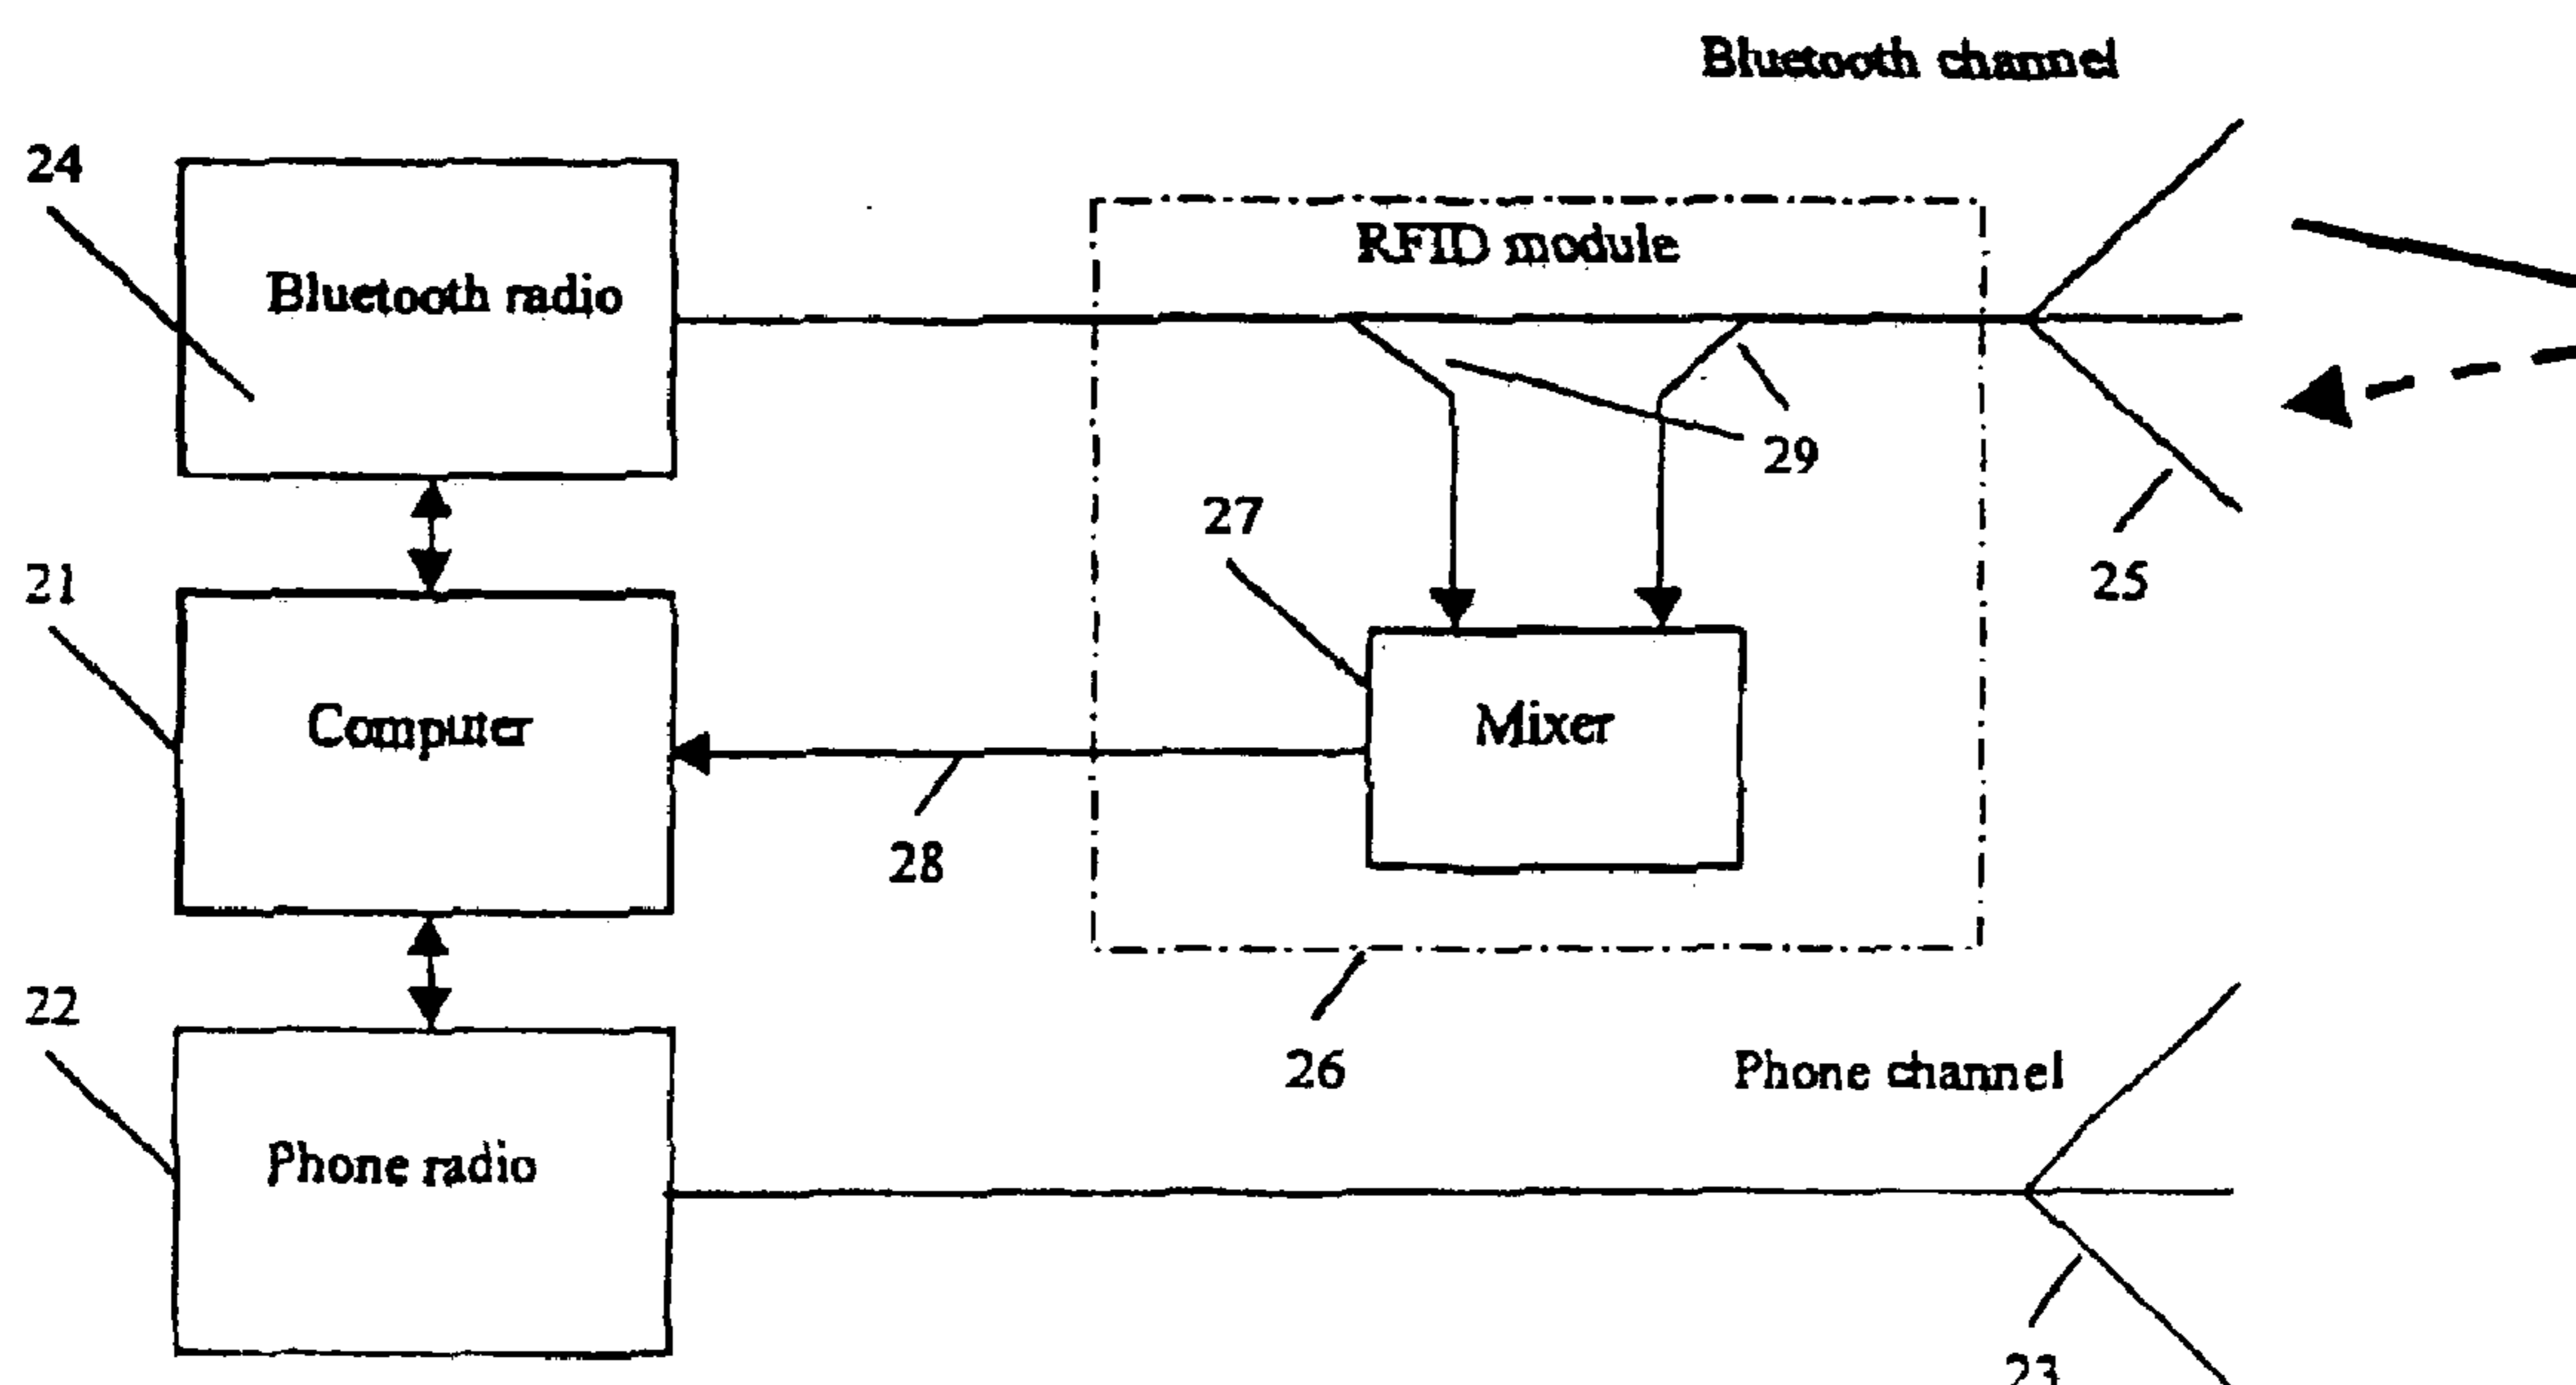 Bluetooth channel
24
RFID module
Bluetooth radio
29
27
21
25
Computer
Mixer
28
22
26
Phone channel
Phone radio
23